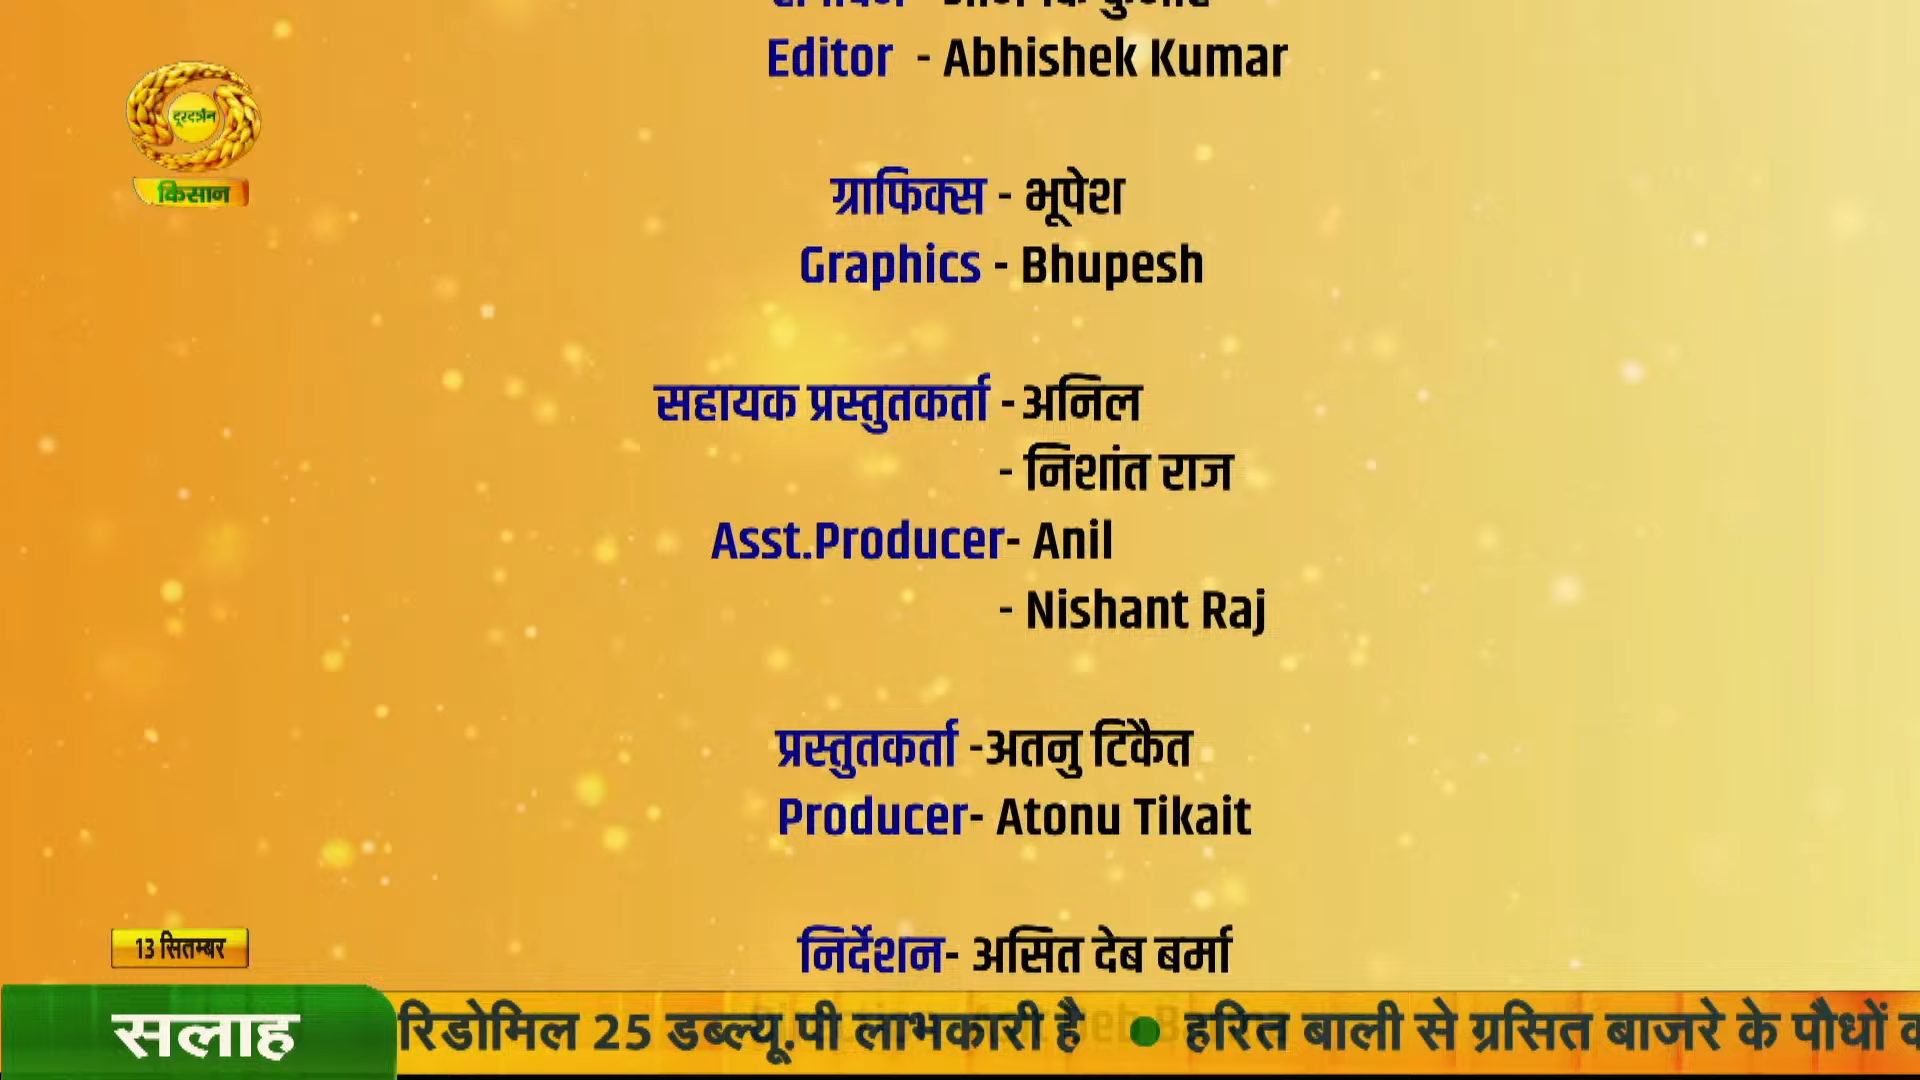 Editor - Abhishek Kumar
दूरदर्शन
किसान
ग्राफिक्स - भूपेश
Graphics - Bhupesh
सहायक प्रस्तुतकर्ता - अनिल
- निशांत राज
Asst.Producer- Anil
- Nishant Raj
प्रस्तुतकर्ता -अतनु टिकैत
Producer- Atonu Tikait
निर्देशन- असित देब बर्मा
13 सितम्बर
सलाह
रिडोमिल 25 डब्ल्यू.पी लाभकारी है ● हरित बाली से ग्रसित बाजरे के पौधों